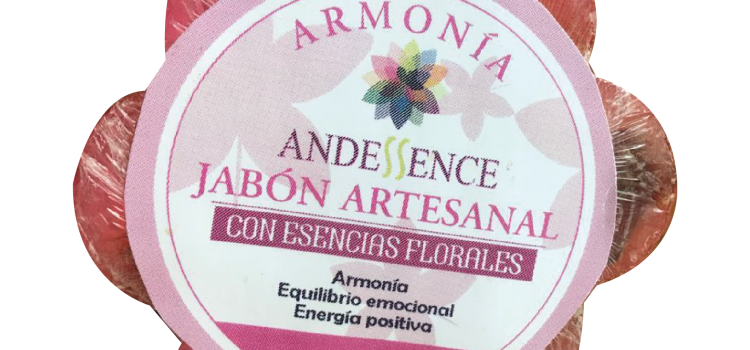 ARMONÍA
ANDESSENCE
JABÓN ARTESANAL
CON ESENCIAS FLORALES
Armonía
Equilibrio emocional
Energía positiva